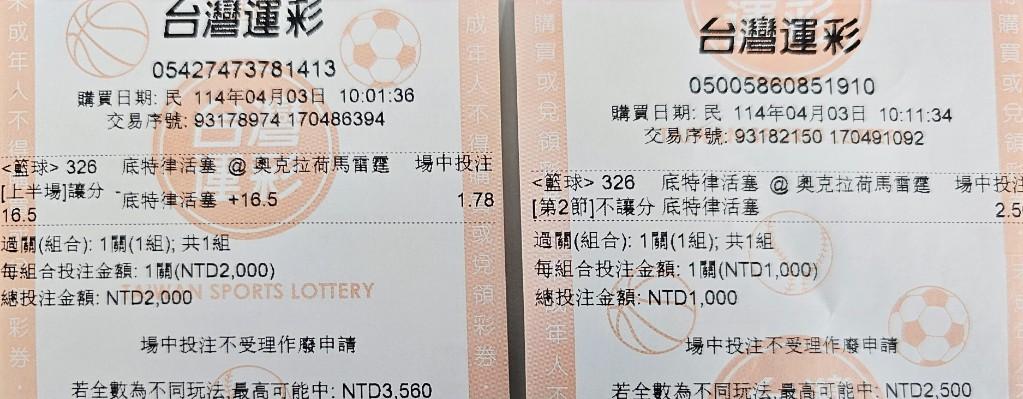 台灣運彩
05427473781413
購買日期: 民 114年04月03日 10:01:36
交易序號: 93178974 170486394
<籃球> 326 底特律活塞 @ 奧克拉荷馬雷霆 場中投注
[上半場]讓分 -
16.5
底特律活塞 +16.5 1.78
過關(組合): 1關(1組); 共1組
每組合投注金額: 1關(NTD2,000)
TAIWAN SPORTS LOTTERY
總投注金額: NTD2,000
場中投注不受理作廢申請
若全數為不同玩法,最高可能中: NTD3,560
台灣運彩
05005860851910
購買日期: 民 114年04月03日 10:11:34
交易序號: 93182150 170491092
<籃球> 326 底特律活塞 @ 奧克拉荷馬雷霆 場中投注
[第2節]不讓分 底特律活塞 2.5
過關(組合): 1關(1組); 共1組
每組合投注金額: 1關(NTD1,000)
總投注金額: NTD1,000
場中投注不受理作廢申請
若全數為不同玩法,最高可能中: NTD2,500